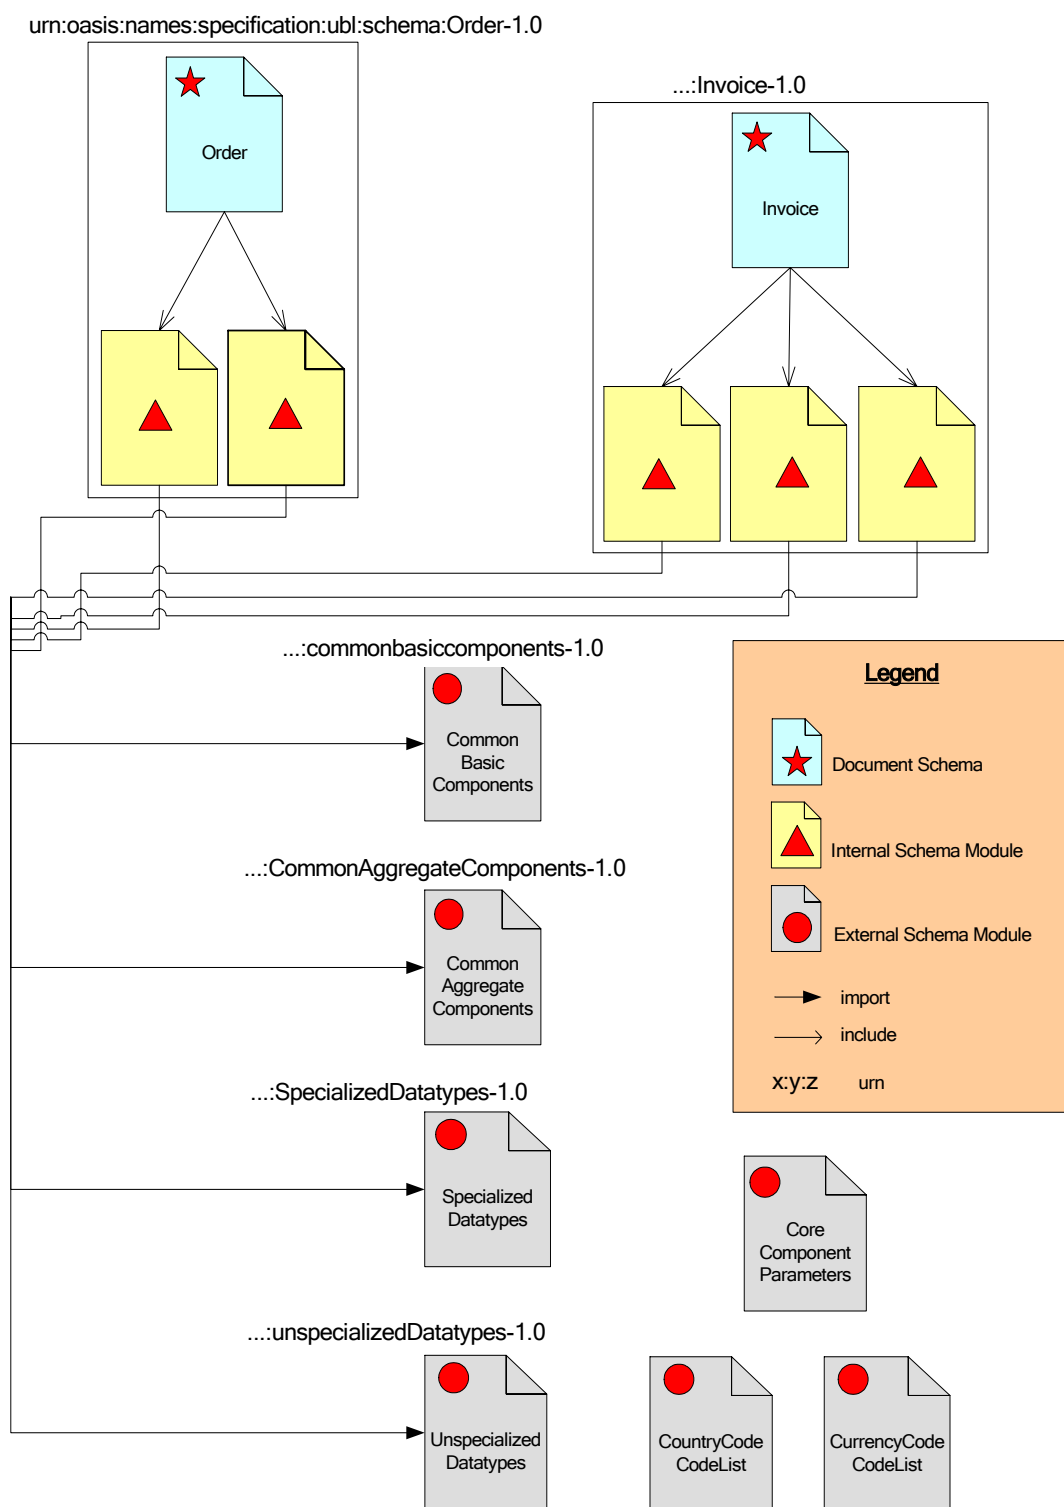 urn:oasis:names:specification:ubl:schema:Order-1.0
...:Invoice-1.0
Order
Invoice
...:commonbasiccomponents-1.0
Common
Basic
Components
Legend
Document Schema
Internal Schema Module
External Schema Module
import
include
x:y:z urn
...:CommonAggregateComponents-1.0
Common
Aggregate
Components
...:SpecializedDatatypes-1.0
Specialized
Datatypes
Core
Component
Parameters
...:unspecializedDatatypes-1.0
Unspecialized
Datatypes
CountryCode
CodeList
CurrencyCode
CodeList